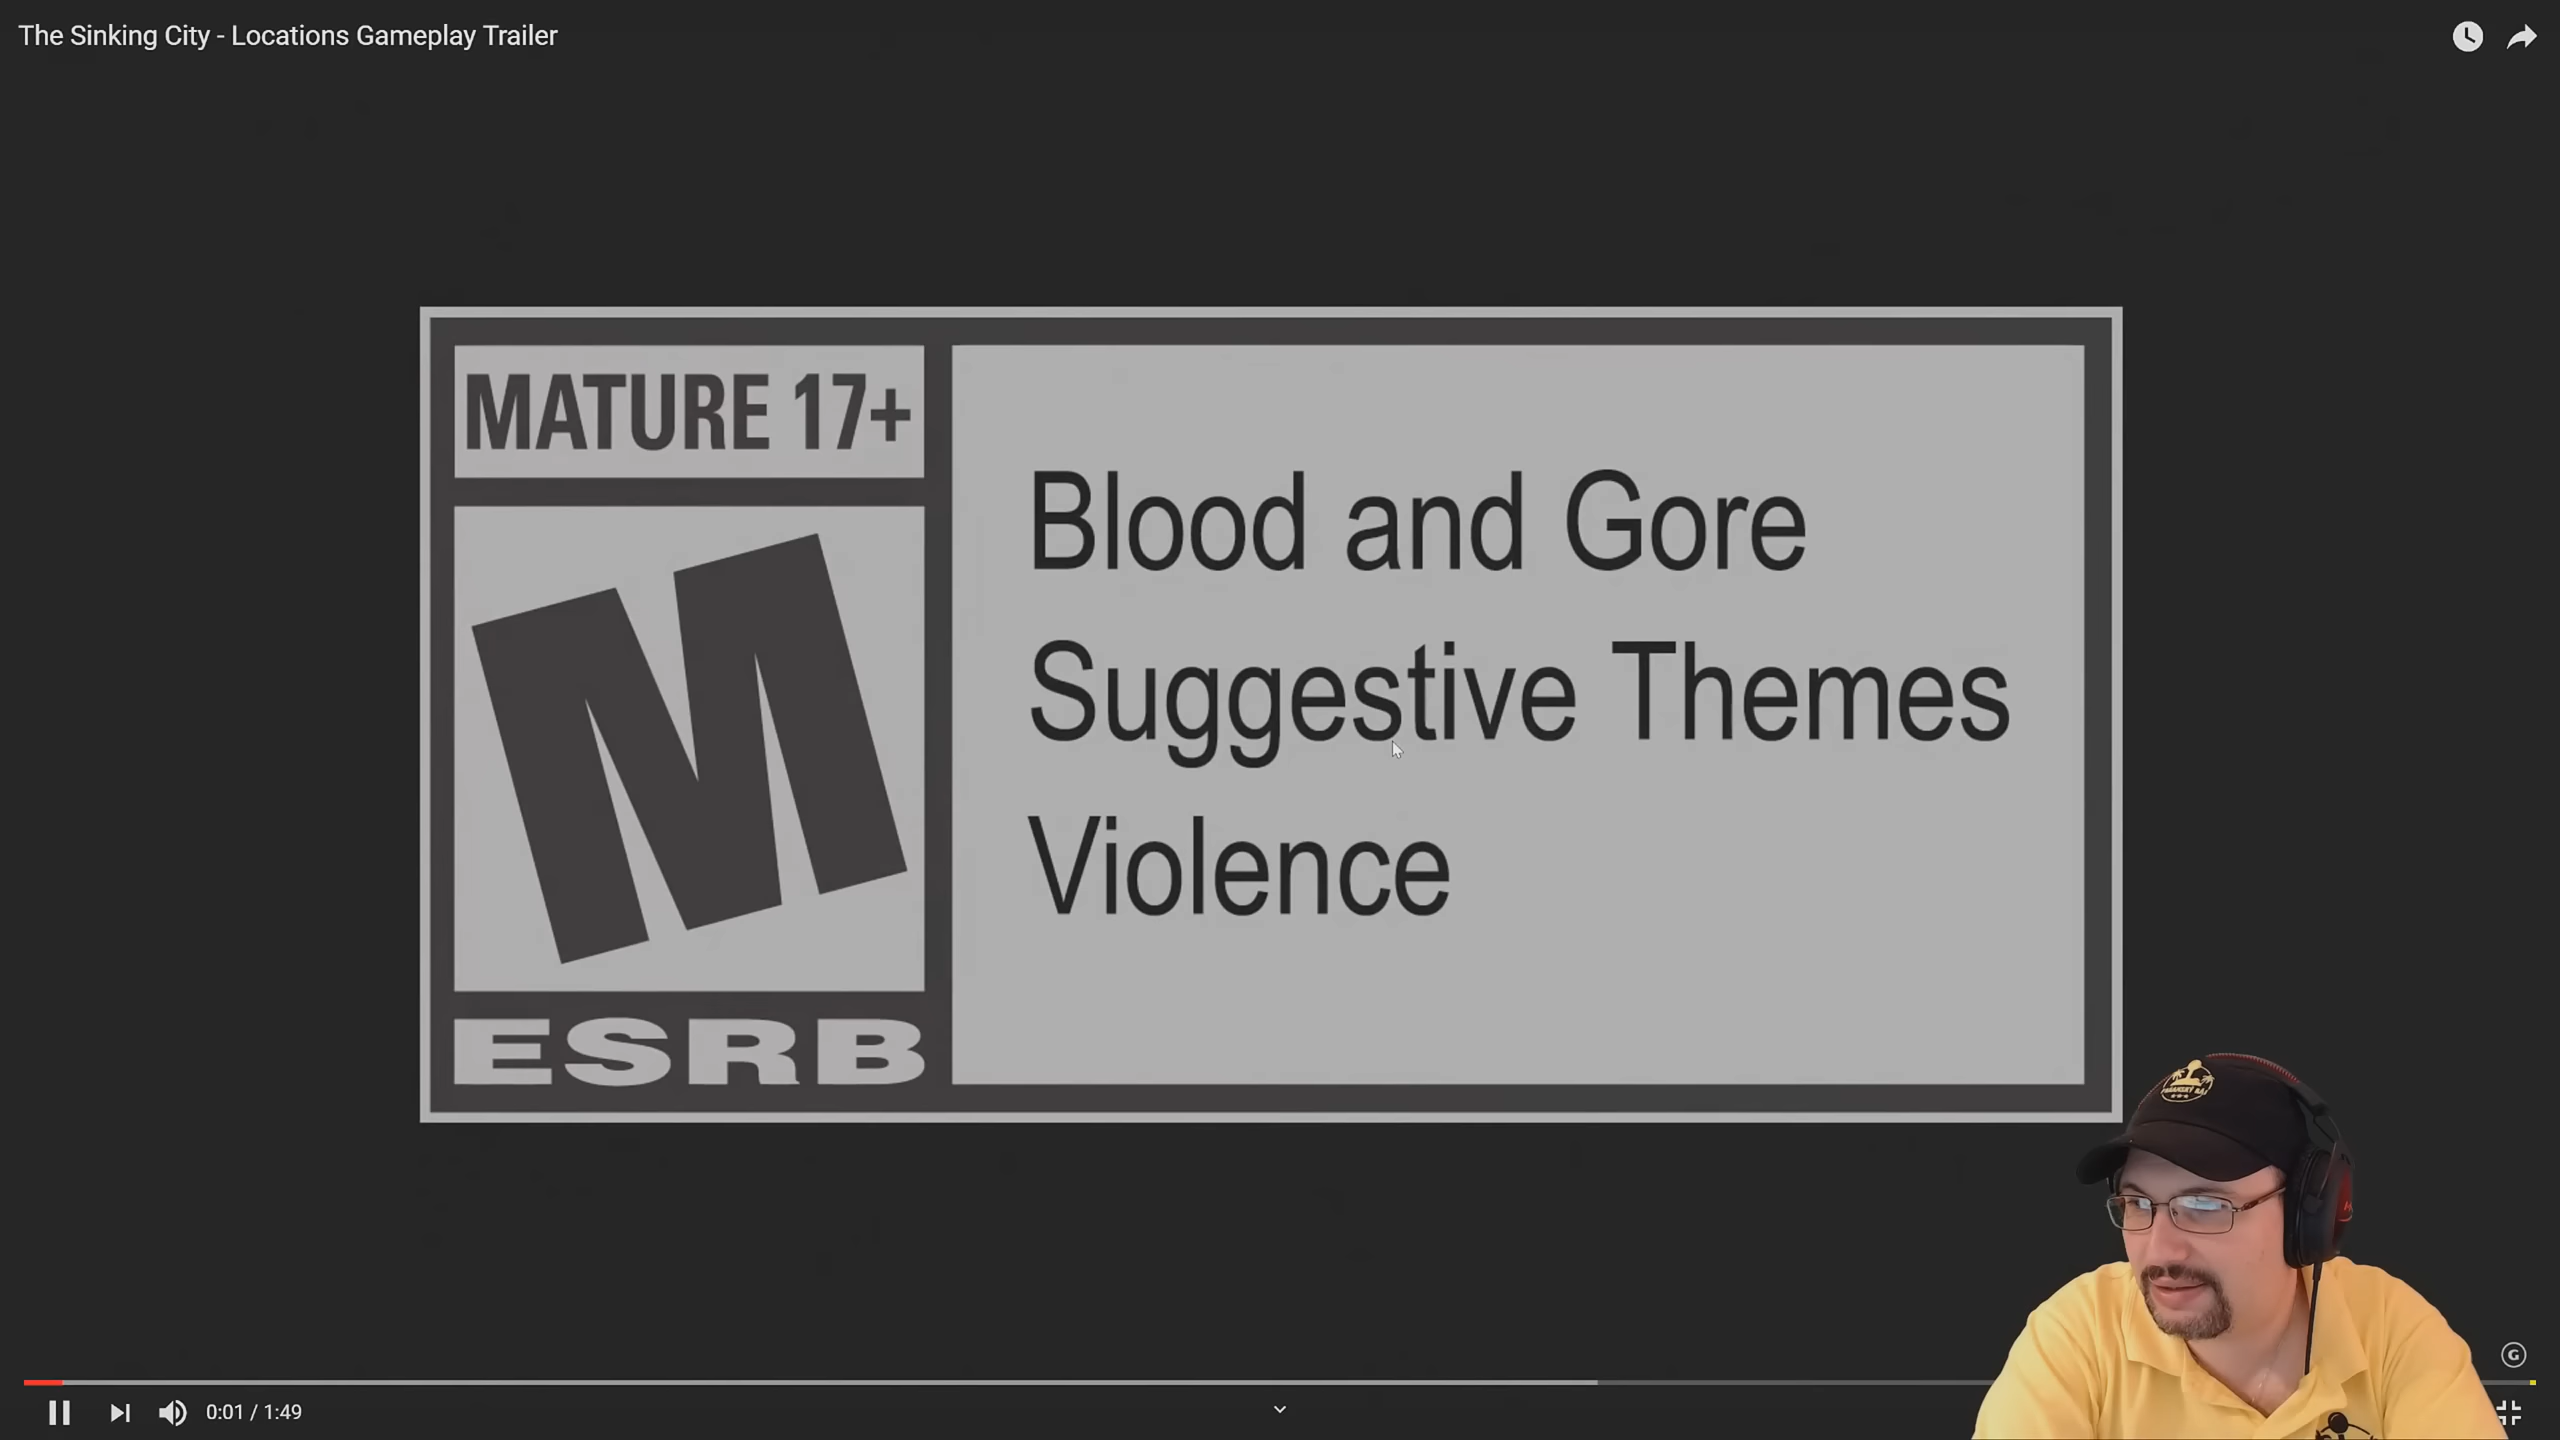 The Sinking City - Locations Gameplay Trailer
MATURE 17+
M
ESRB
Blood and Gore
Suggestive Themes
Violence
0:01 / 1:49
G